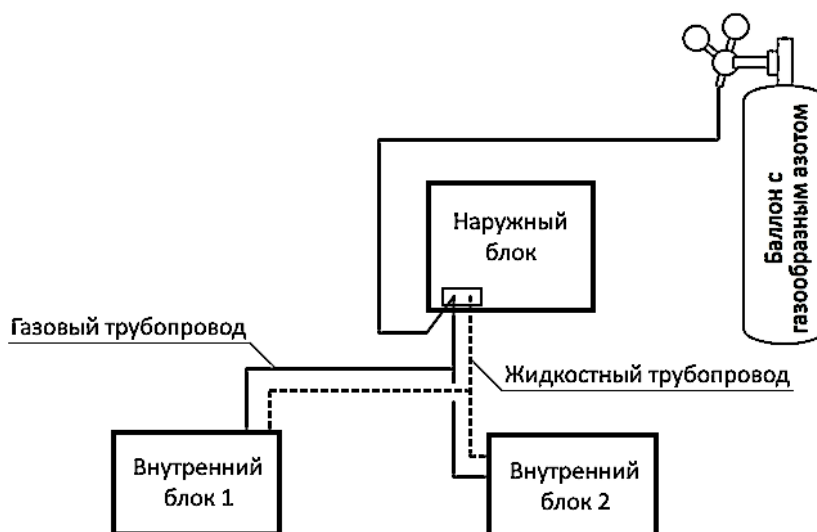 Баллон с
газообразным азотом
Наружный
блок
Газовый трубопровод
Жидкостный трубопровод
Внутренний
блок 1
Внутренний
блок 2